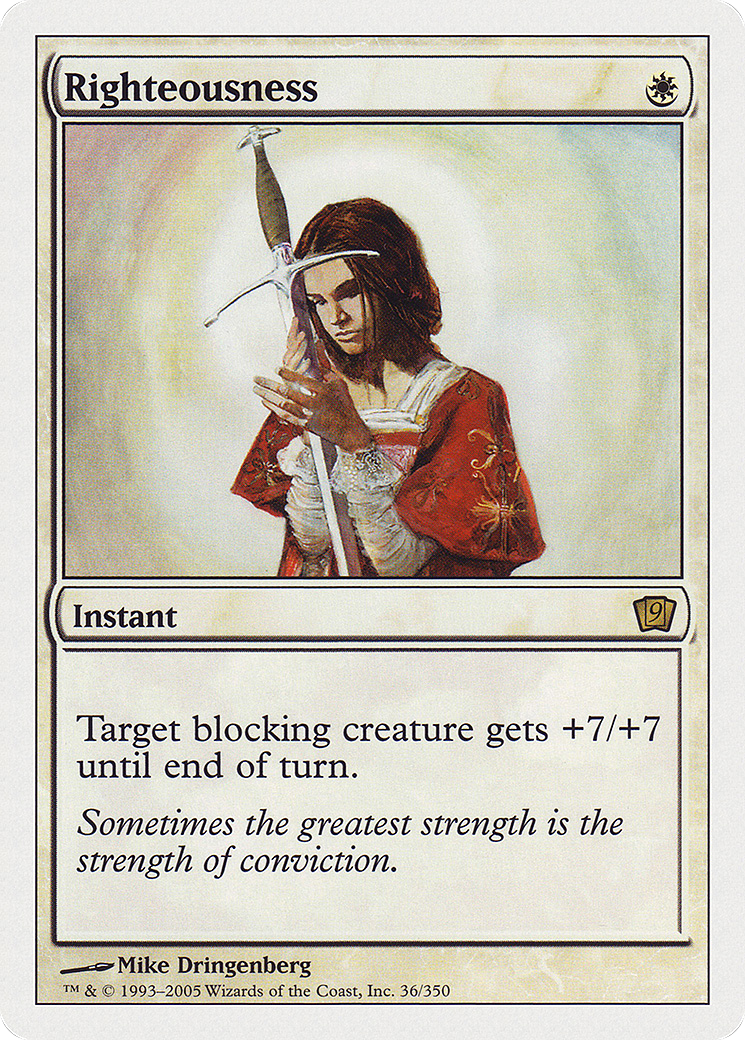 Righteousness
Instant
9
Target blocking creature gets +7/+7
until end of turn.
Sometimes the greatest strength is the
strength of conviction.
Mike Dringenberg
™ & © 1993–2005 Wizards of the Coast, Inc. 36/350